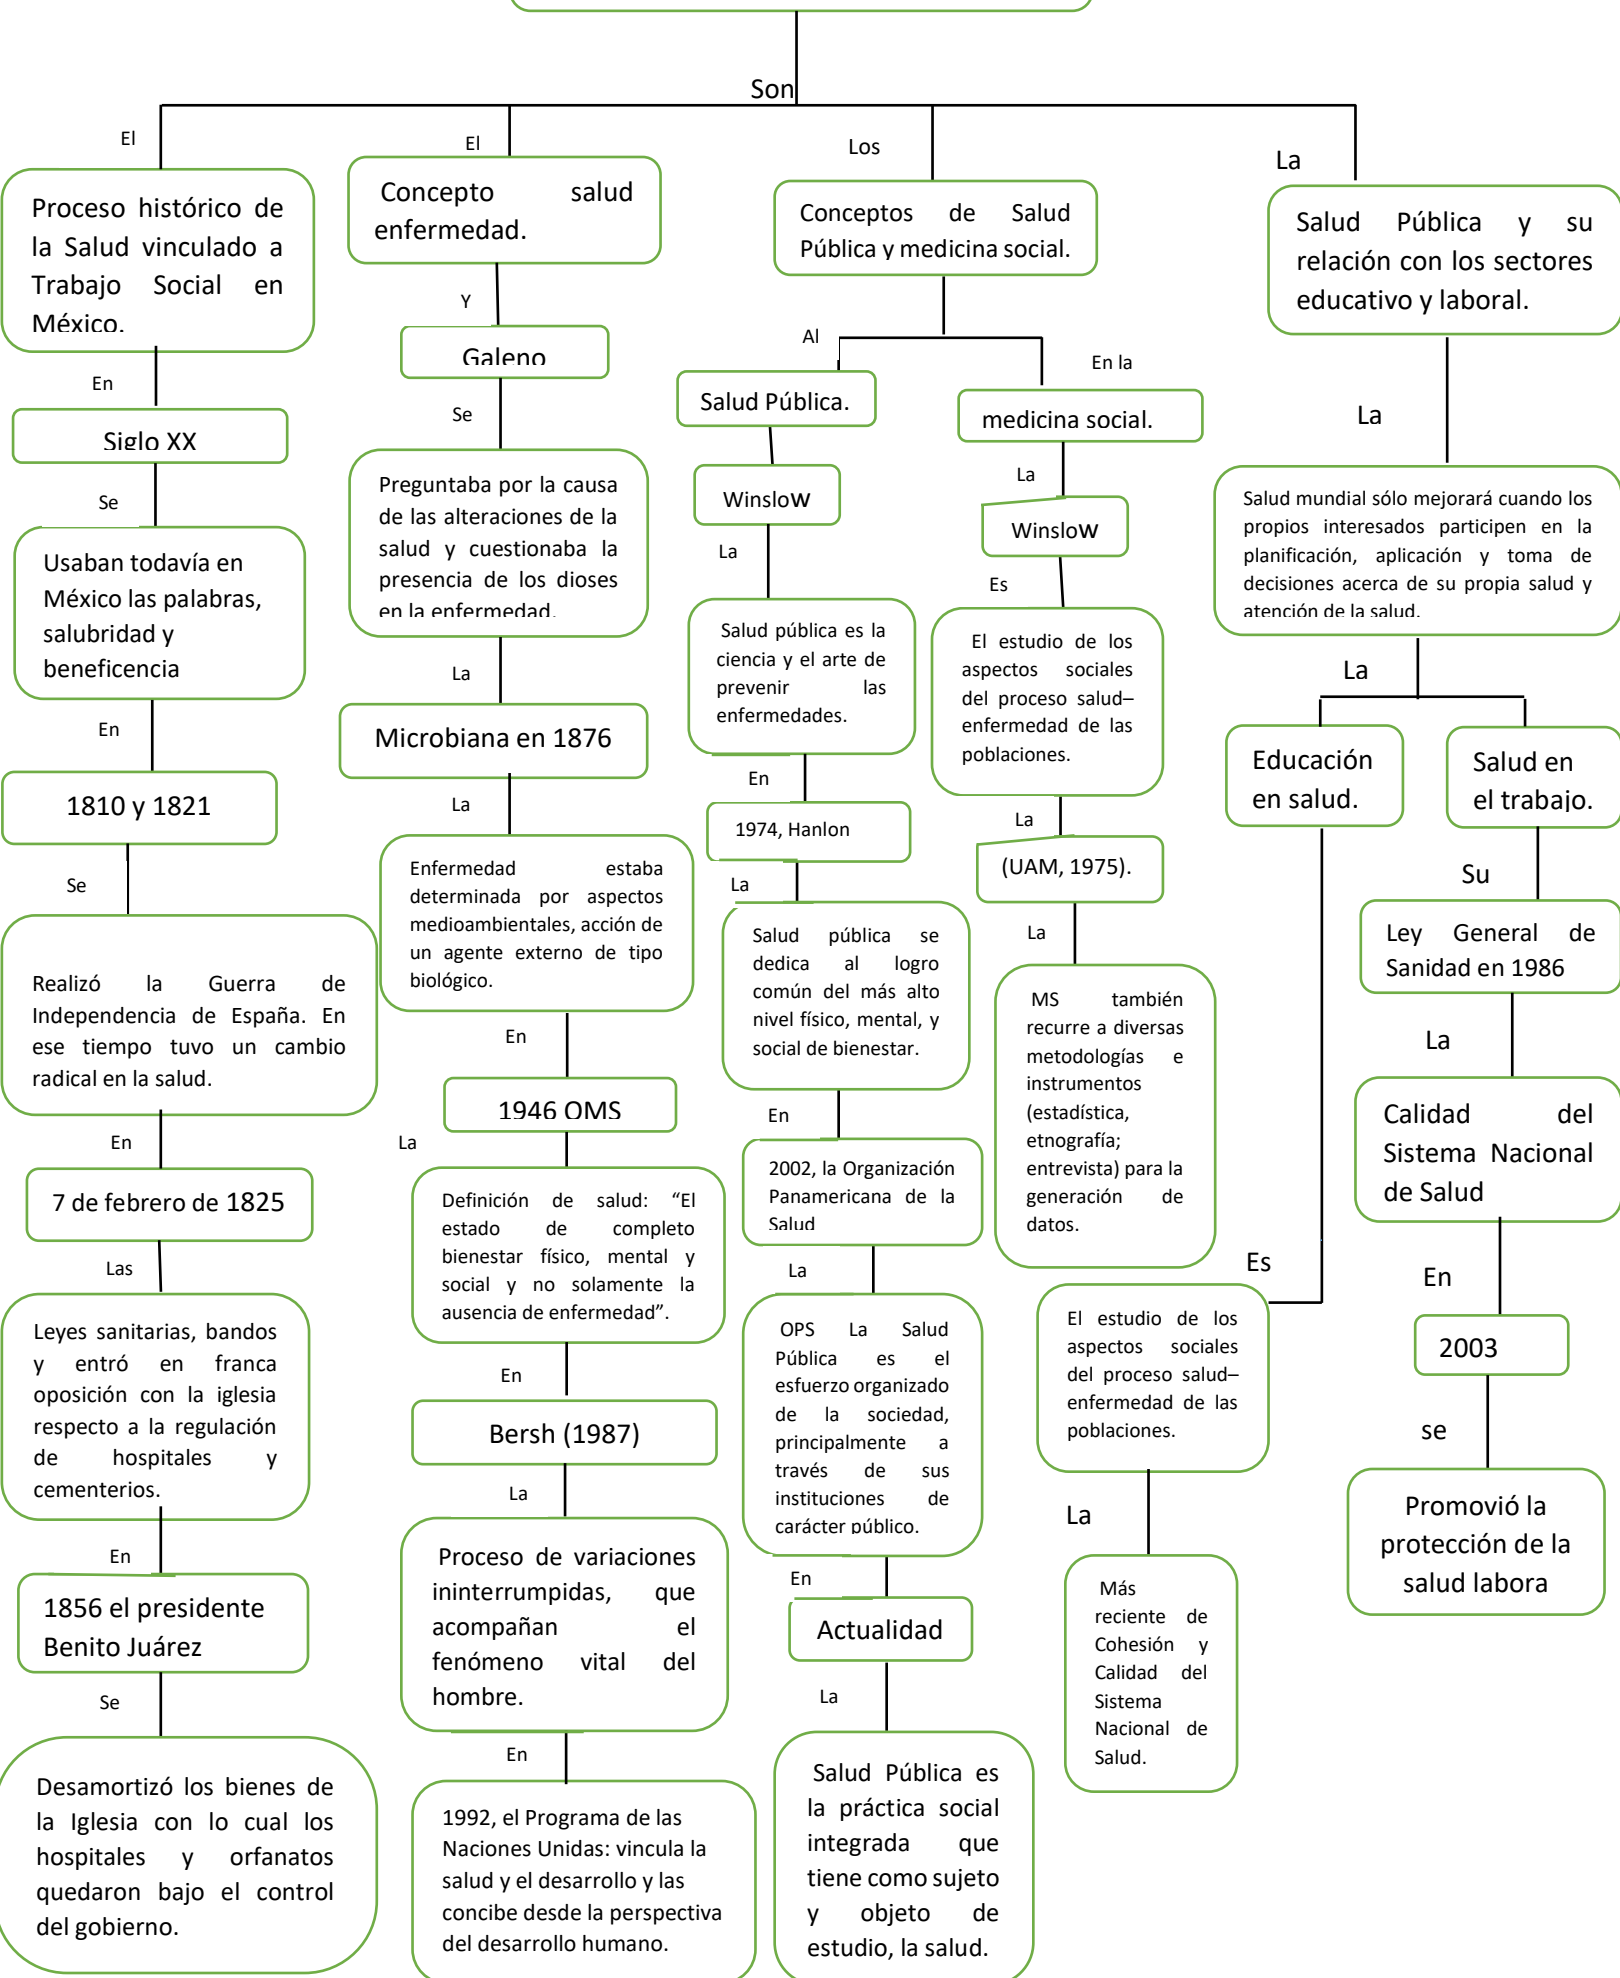 Son
El
Proceso histórico de
la Salud vinculado a
Trabajo Social en
México.
En
Siglo XX
Se
Usaban todavía en
México las palabras,
salubridad y
beneficencia
En
1810 y 1821
Se
Realizó la Guerra de
Independencia de España. En
ese tiempo tuvo un cambio
radical en la salud.
En
7 de febrero de 1825
Las
Leyes sanitarias, bandos
y entró en franca
oposición con la iglesia
respecto a la regulación
de hospitales y
cementerios.
En
1856 el presidente
Benito Juárez
Se
Desamortizó los bienes de
la Iglesia con lo cual los
hospitales y orfanatos
quedaron bajo el control
del gobierno.
El
Concepto salud
enfermedad.
Y
Galeno
Se
Preguntaba por la causa
de las alteraciones de la
salud y cuestionaba la
presencia de los dioses
en la enfermedad.
La
Microbiana en 1876
La
Enfermedad estaba
determinada por aspectos
medioambientales, acción de
un agente externo de tipo
biológico.
En
1946 OMS
La
Definición de salud: “El
estado de completo
bienestar físico, mental y
social y no solamente la
ausencia de enfermedad”.
En
Bersh (1987)
La
Proceso de variaciones
ininterrumpidas, que
acompañan el
fenómeno vital del
hombre.
En
1992, el Programa de las
Naciones Unidas: vincula la
salud y el desarrollo y las
concibe desde la perspectiva
del desarrollo humano.
Los
Conceptos de Salud
Pública y medicina social.
Al
Salud Pública.
Winslow
La
Salud pública es la
ciencia y el arte de
prevenir las
enfermedades.
En
1974, Hanlon
La
Salud pública se
dedica al logro
común del más alto
nivel físico, mental, y
social de bienestar.
En
2002, la Organización
Panamericana de la
Salud
La
OPS La Salud
Pública es el
esfuerzo organizado
de la sociedad,
principalmente a
través de sus
instituciones de
carácter público.
En
Actualidad
La
Salud Pública es
la práctica social
integrada que
tiene como sujeto
y objeto de
estudio, la salud.
En la
medicina social.
La
Winslow
Es
El estudio de los
aspectos sociales
del proceso salud–
enfermedad de las
poblaciones.
La
(UAM, 1975).
La
MS también
recurre a diversas
metodologías e
instrumentos
(estadística,
etnografía;
entrevista) para la
generación de
datos.
La
Salud Pública y su
relación con los sectores
educativo y laboral.
La
Salud mundial sólo mejorará cuando los
propios interesados participen en la
planificación, aplicación y toma de
decisiones acerca de su propia salud y
atención de la salud.
La
Educación
en salud.
Es
El estudio de los
aspectos sociales
del proceso salud–
enfermedad de las
poblaciones.
La
Más
reciente de
Cohesión y
Calidad del
Sistema
Nacional de
Salud.
Salud en
el trabajo.
Su
Ley General de
Sanidad en 1986
La
Calidad del
Sistema Nacional
de Salud
En
2003
se
Promovió la
protección de la
salud labora